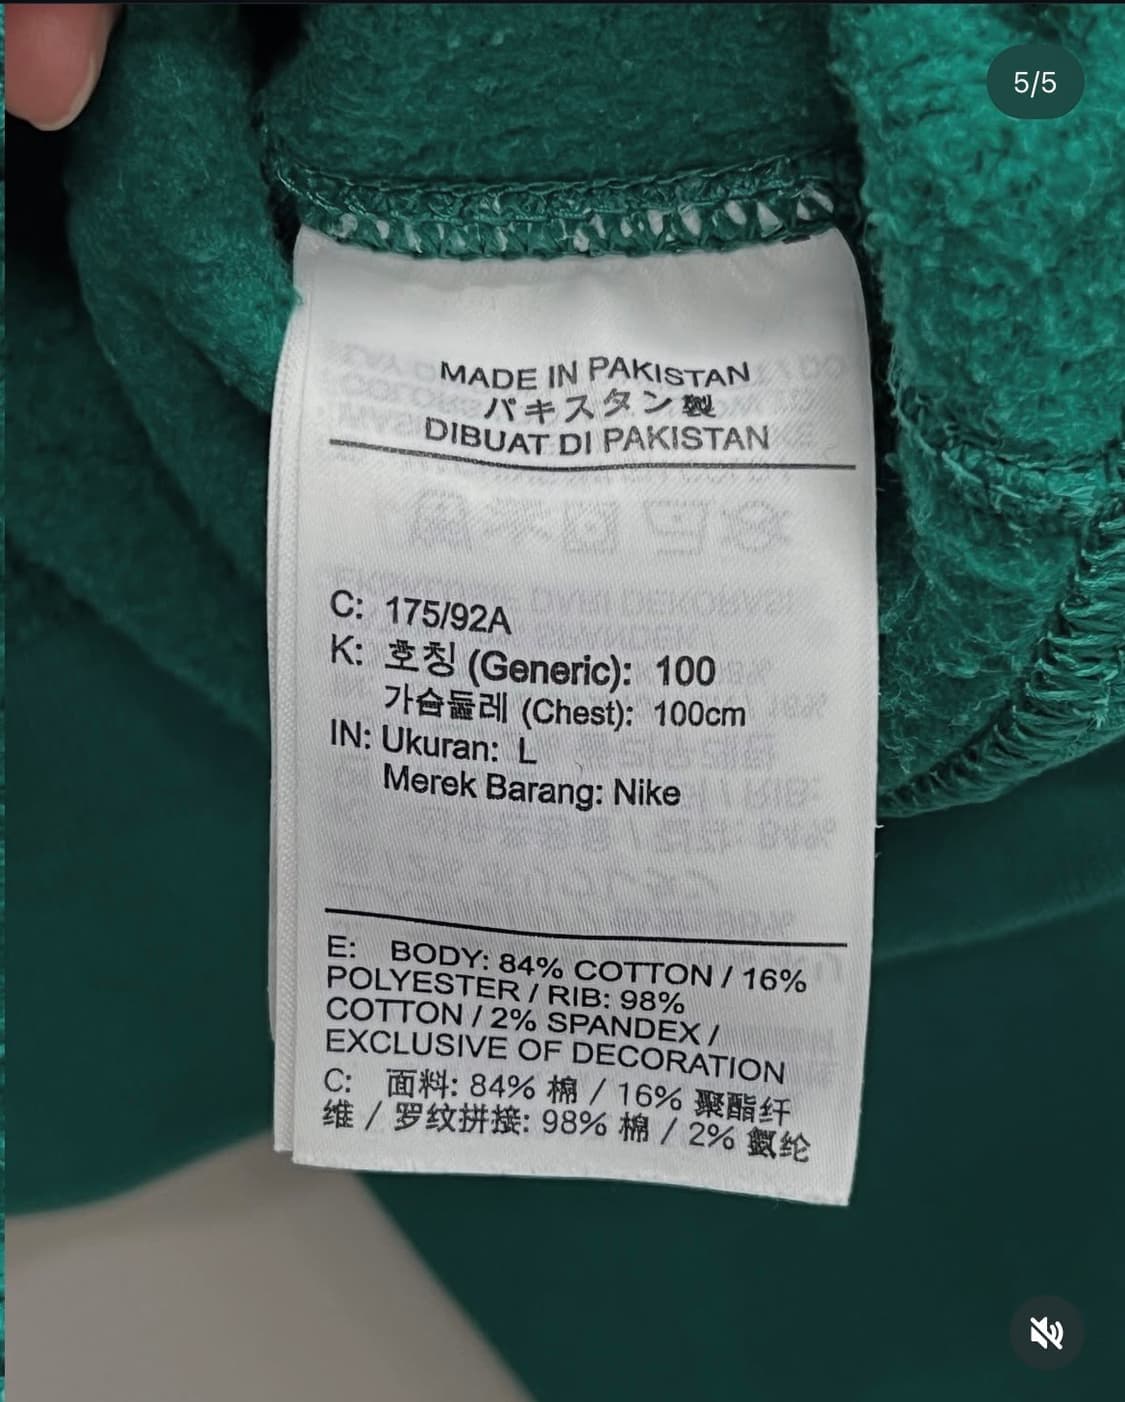 5/5
MADE IN PAKISTAN
パキスタン製
DIBUAT DI PAKISTAN
C: 175/92A
K: 호칭 (Generic): 100
가슴둘레 (Chest): 100cm
IN: Ukuran: L
Merek Barang: Nike
E: BODY: 84% COTTON / 16%
POLYESTER / RIB: 98%
COTTON / 2% SPANDEX /
EXCLUSIVE OF DECORATION
C: 面料: 84% 棉 / 16% 聚酯纤
维 / 罗纹拼接: 98% 棉 / 2% 氨纶